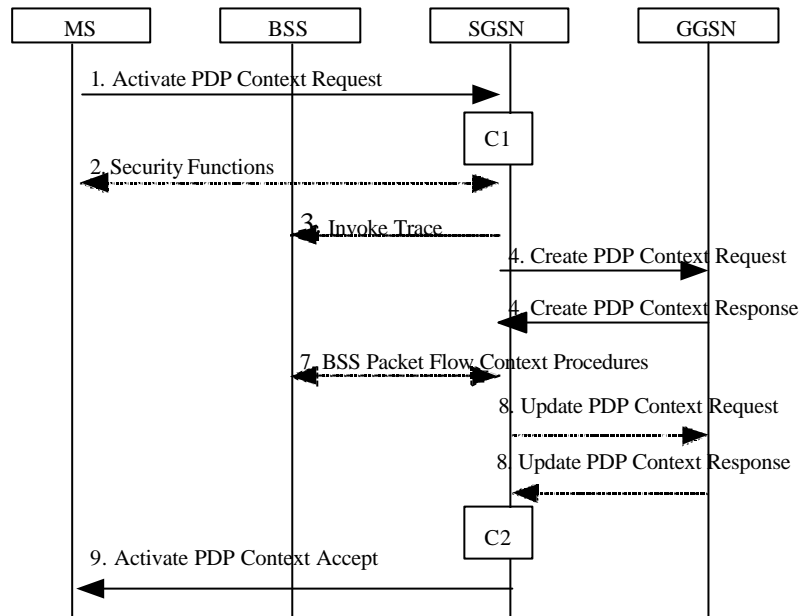 MS
BSS
SGSN
GGSN
1. Activate PDP Context Request
C1
2. Security Functions
3. Invoke Trace
4. Create PDP Context Request
4. Create PDP Context Response
7. BSS Packet Flow Context Procedures
8. Update PDP Context Request
8. Update PDP Context Response
C2
9. Activate PDP Context Accept